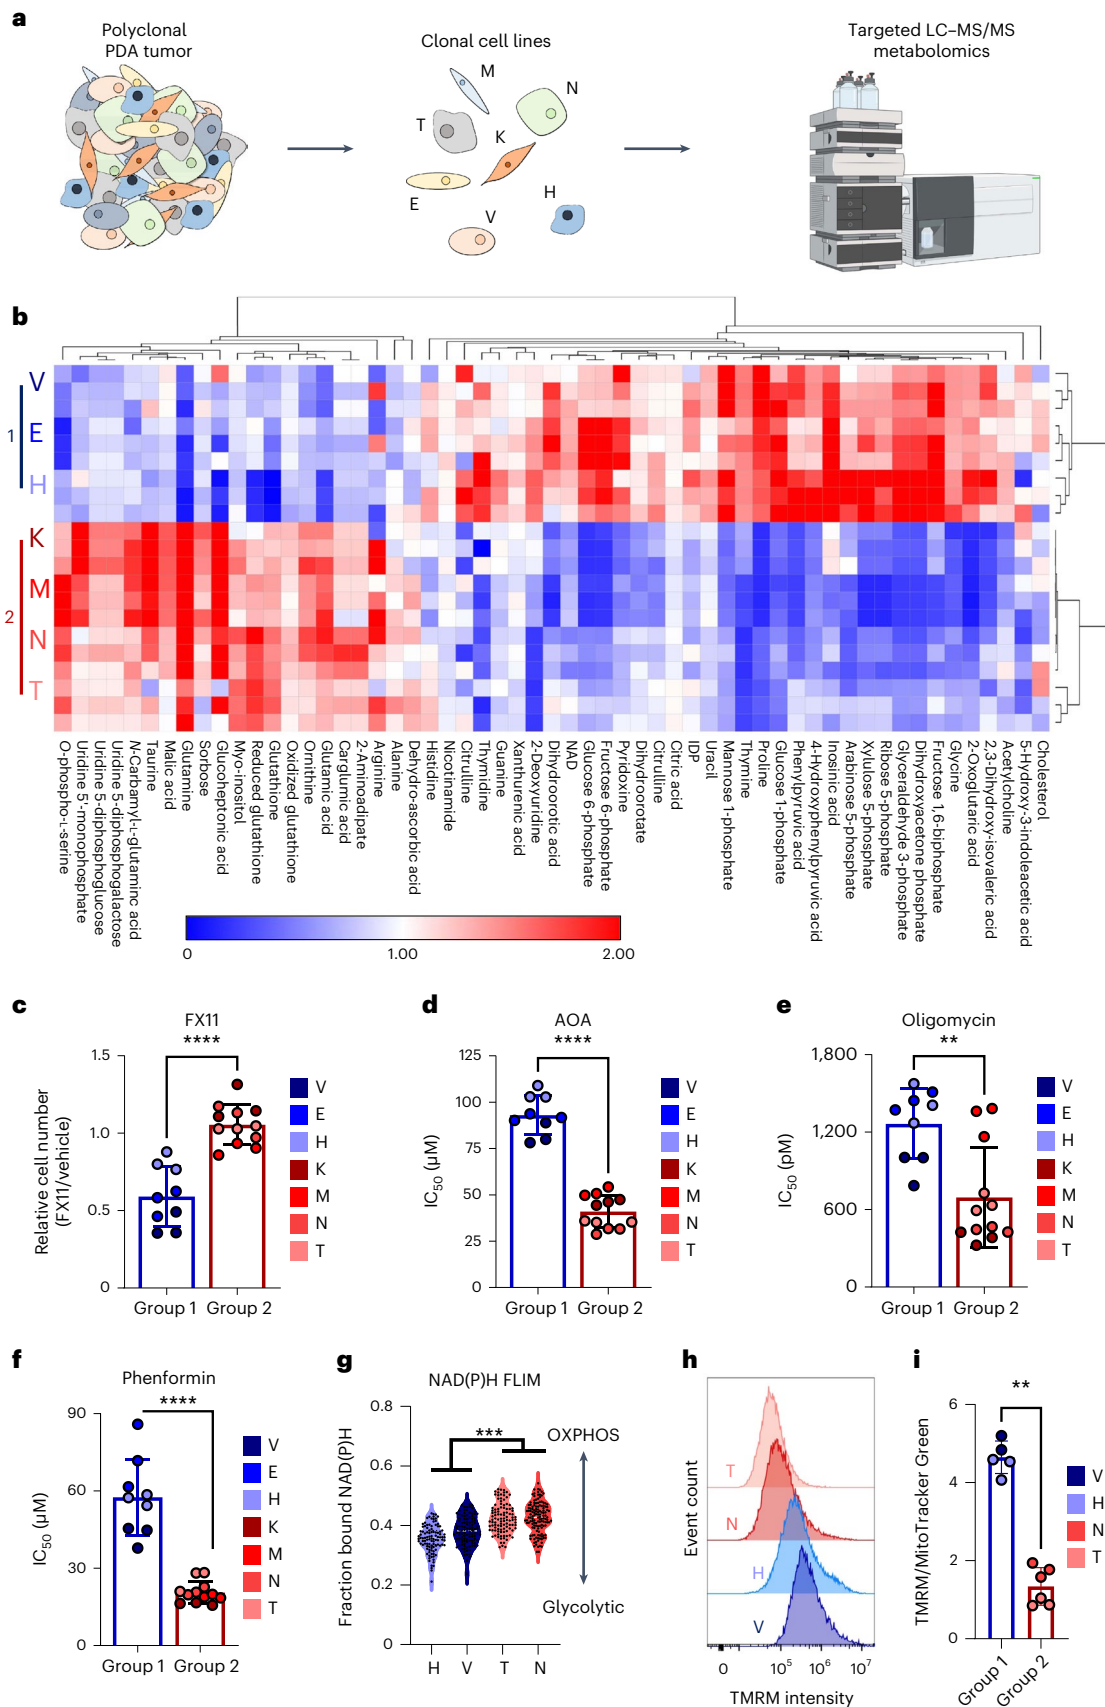 a
Polyclonal
PDA tumor
Clonal cell lines
Targeted LC–MS/MS
metabolomics
M
N
T
K
E
V
H
b
V
1
E
H
K
M
2
N
T
O-phospho-L-serine
Uridine 5'-monophosphate
Uridine 5-diphosphoglucose
Uridine 5-diphosphogalactose
N-Carbamyl-L-glutaminc acid
Taurine
Malic acid
Glutamine
Sorbose
Glucoheptonic acid
Myo-inositol
Reduced glutathione
Glutathione
Oxidized glutathione
Ornithine
Glutamic acid
Carglumic acid
2-Aminoadipate
Arginine
Alanine
Dehydro-ascorbic acid
Histidine
Nicotinamide
Citrulline
Thymidine
Guanine
Xanthurenic acid
2-Deoxyuridine
Dihydroorotic acid
NAD
Glucose 6-phosphate
Fructose 6-phosphate
Pyridoxine
Dihydroorotate
Citrulline
Citric acid
IDP
Uracil
Mannose 1-phosphate
Thymine
Proline
Glucose 1-phosphate
Phenylpyruvic acid
4-Hydroxyphenylpyruvic acid
Inosinic acid
Arabinose 5-phosphate
Xylulose 5-phosphate
Ribose 5-phosphate
Glyceraldehyde 3-phosphate
Dihydroxyacetone phosphate
Fructose 1,6-biphosphate
Glycine
2-Oxoglutaric acid
2,3-Dihydroxy-isovaleric acid
Acetylcholine
5-Hydroxy-3-indoleacetic acid
Cholesterol
0
1.00
2.00
c
FX11
****
Relative cell number
(FX11/vehicle)
1.5
1.0
0.5
0
Group 1
Group 2
V
E
H
K
M
N
T
d
AOA
****
IC50 (μM)
125
100
75
50
25
0
Group 1
Group 2
V
E
H
K
M
N
T
e
Oligomycin
**
IC50 (pM)
1,800
1,200
600
0
Group 1
Group 2
V
E
H
K
M
N
T
f
Phenformin
****
IC50 (μM)
90
60
30
0
Group 1
Group 2
V
E
H
K
M
N
T
g
NAD(P)H FLIM
***
OXPHOS
Glycolytic
Fraction bound NAD(P)H
0.8
0.6
0.4
0.2
0
H
V
T
N
h
Event count
T
N
H
V
0
10^5
10^6
10^7
TMRM intensity
i
**
TMRM/MitoTracker Green
6
4
2
0
Group 1
Group 2
V
H
N
T